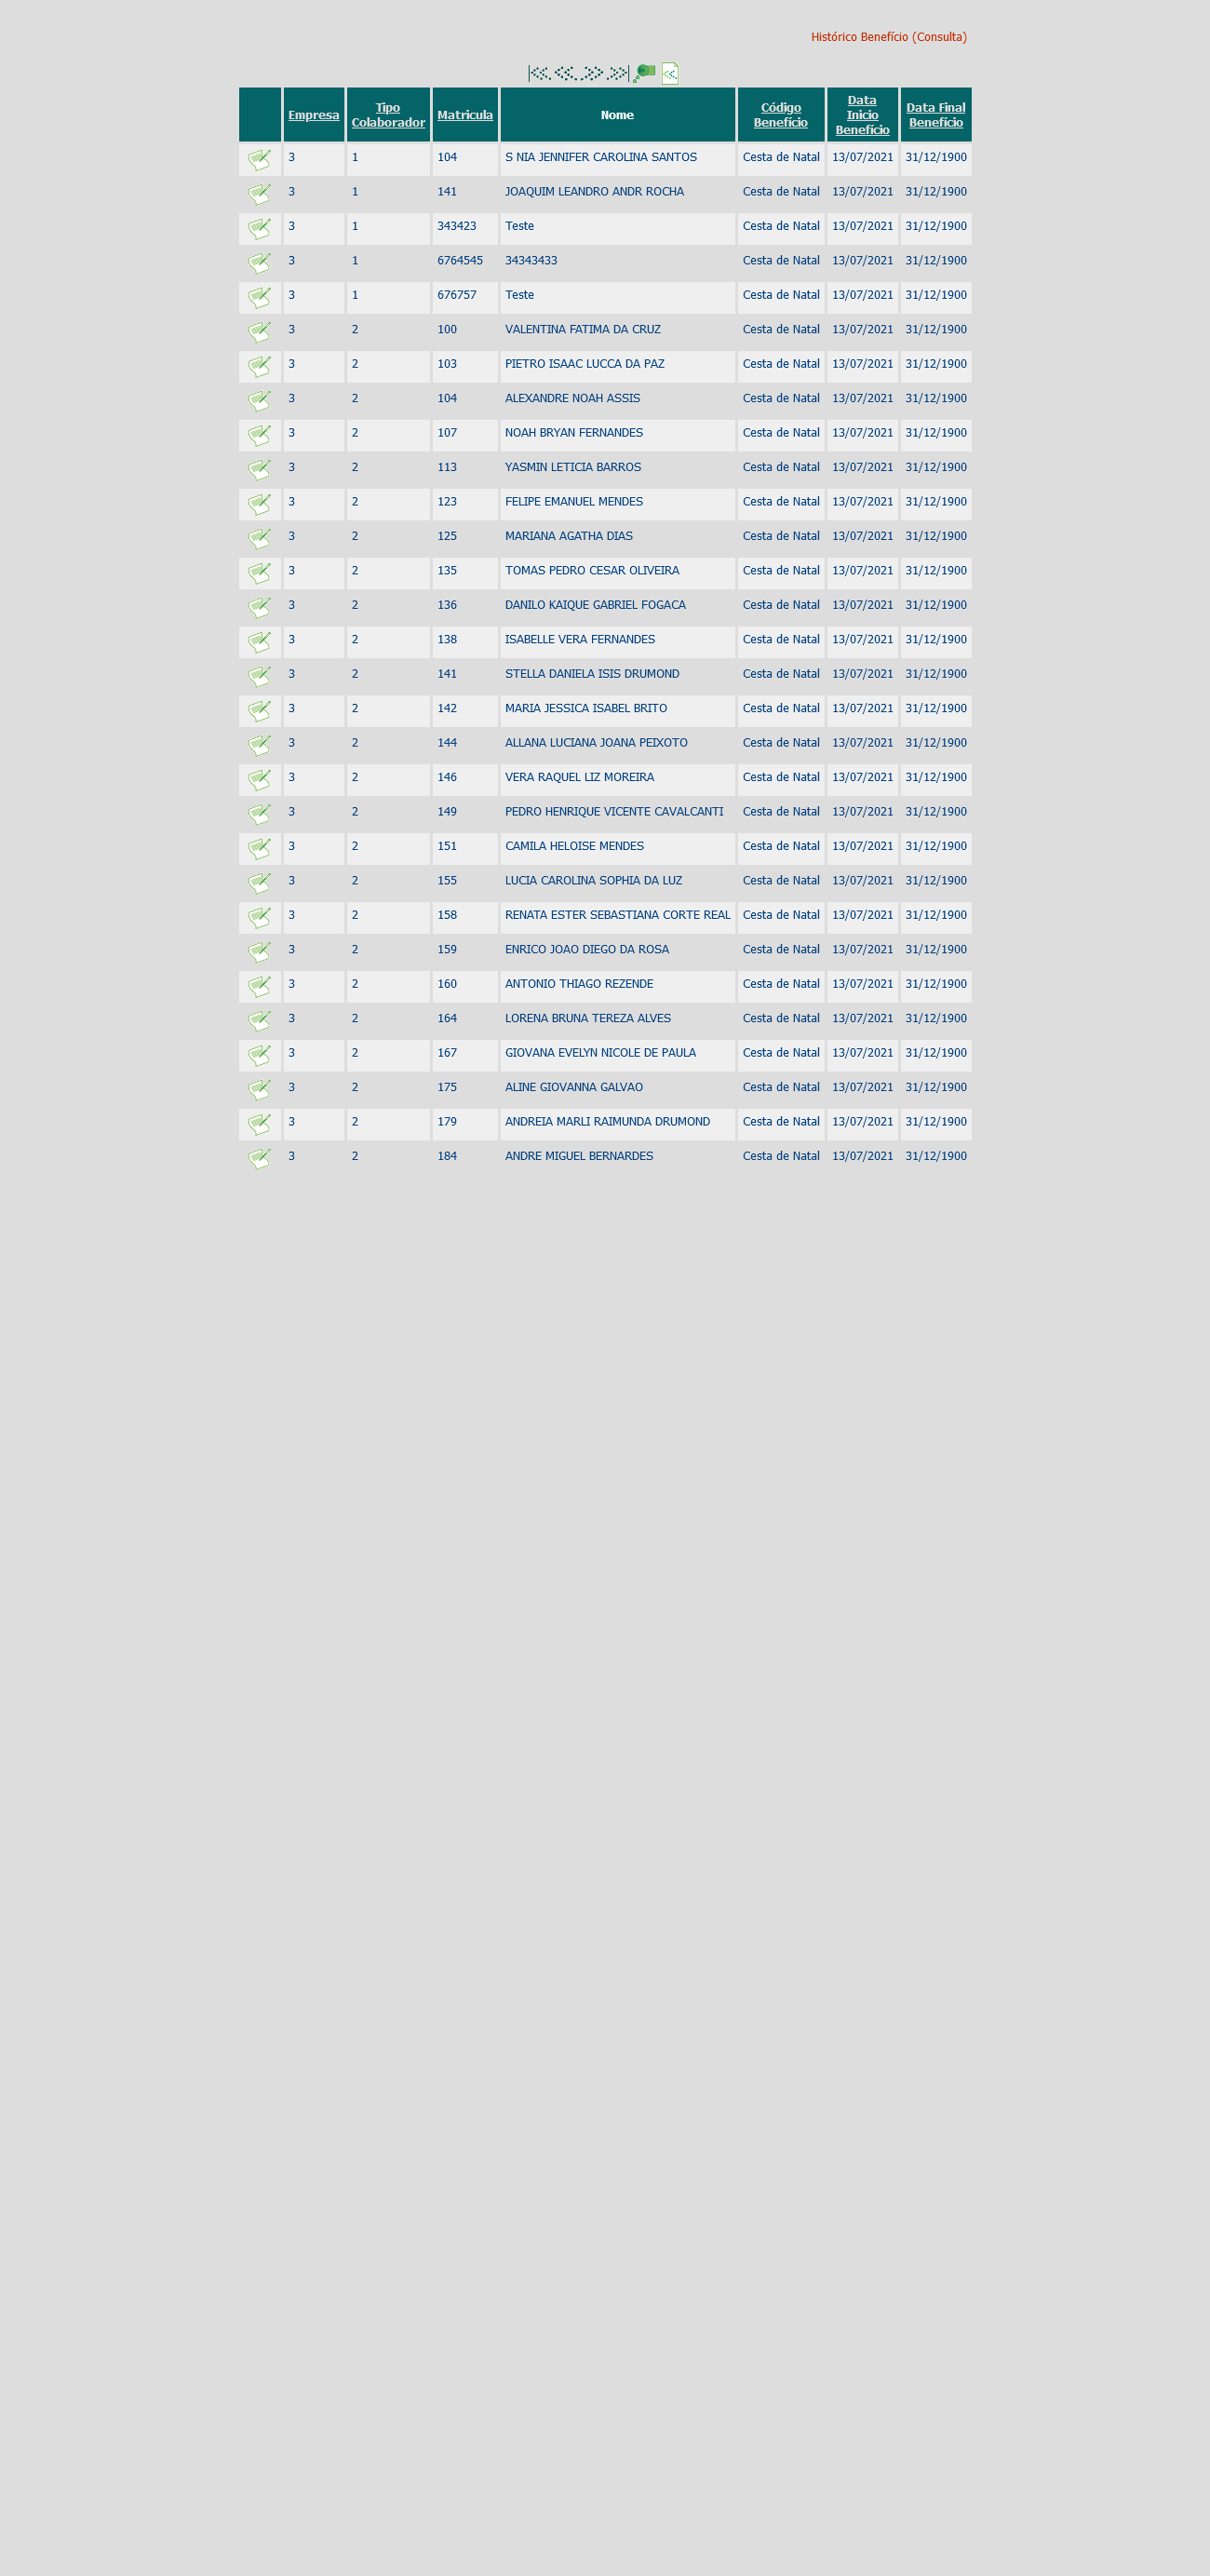 Histórico Benefício (Consulta)
Empresa Tipo Colaborador Matricula Nome Código Benefício Data Inicio Benefício Data Final Benefício
3 1 104 S NIA JENNIFER CAROLINA SANTOS Cesta de Natal 13/07/2021 31/12/1900
3 1 141 JOAQUIM LEANDRO ANDR ROCHA Cesta de Natal 13/07/2021 31/12/1900
3 1 343423 Teste Cesta de Natal 13/07/2021 31/12/1900
3 1 6764545 34343433 Cesta de Natal 13/07/2021 31/12/1900
3 1 676757 Teste Cesta de Natal 13/07/2021 31/12/1900
3 2 100 VALENTINA FATIMA DA CRUZ Cesta de Natal 13/07/2021 31/12/1900
3 2 103 PIETRO ISAAC LUCCA DA PAZ Cesta de Natal 13/07/2021 31/12/1900
3 2 104 ALEXANDRE NOAH ASSIS Cesta de Natal 13/07/2021 31/12/1900
3 2 107 NOAH BRYAN FERNANDES Cesta de Natal 13/07/2021 31/12/1900
3 2 113 YASMIN LETICIA BARROS Cesta de Natal 13/07/2021 31/12/1900
3 2 123 FELIPE EMANUEL MENDES Cesta de Natal 13/07/2021 31/12/1900
3 2 125 MARIANA AGATHA DIAS Cesta de Natal 13/07/2021 31/12/1900
3 2 135 TOMAS PEDRO CESAR OLIVEIRA Cesta de Natal 13/07/2021 31/12/1900
3 2 136 DANILO KAIQUE GABRIEL FOGACA Cesta de Natal 13/07/2021 31/12/1900
3 2 138 ISABELLE VERA FERNANDES Cesta de Natal 13/07/2021 31/12/1900
3 2 141 STELLA DANIELA ISIS DRUMOND Cesta de Natal 13/07/2021 31/12/1900
3 2 142 MARIA JESSICA ISABEL BRITO Cesta de Natal 13/07/2021 31/12/1900
3 2 144 ALLANA LUCIANA JOANA PEIXOTO Cesta de Natal 13/07/2021 31/12/1900
3 2 146 VERA RAQUEL LIZ MOREIRA Cesta de Natal 13/07/2021 31/12/1900
3 2 149 PEDRO HENRIQUE VICENTE CAVALCANTI Cesta de Natal 13/07/2021 31/12/1900
3 2 151 CAMILA HELOISE MENDES Cesta de Natal 13/07/2021 31/12/1900
3 2 155 LUCIA CAROLINA SOPHIA DA LUZ Cesta de Natal 13/07/2021 31/12/1900
3 2 158 RENATA ESTER SEBASTIANA CORTE REAL Cesta de Natal 13/07/2021 31/12/1900
3 2 159 ENRICO JOAO DIEGO DA ROSA Cesta de Natal 13/07/2021 31/12/1900
3 2 160 ANTONIO THIAGO REZENDE Cesta de Natal 13/07/2021 31/12/1900
3 2 164 LORENA BRUNA TEREZA ALVES Cesta de Natal 13/07/2021 31/12/1900
3 2 167 GIOVANA EVELYN NICOLE DE PAULA Cesta de Natal 13/07/2021 31/12/1900
3 2 175 ALINE GIOVANNA GALVAO Cesta de Natal 13/07/2021 31/12/1900
3 2 179 ANDREIA MARLI RAIMUNDA DRUMOND Cesta de Natal 13/07/2021 31/12/1900
3 2 184 ANDRE MIGUEL BERNARDES Cesta de Natal 13/07/2021 31/12/1900